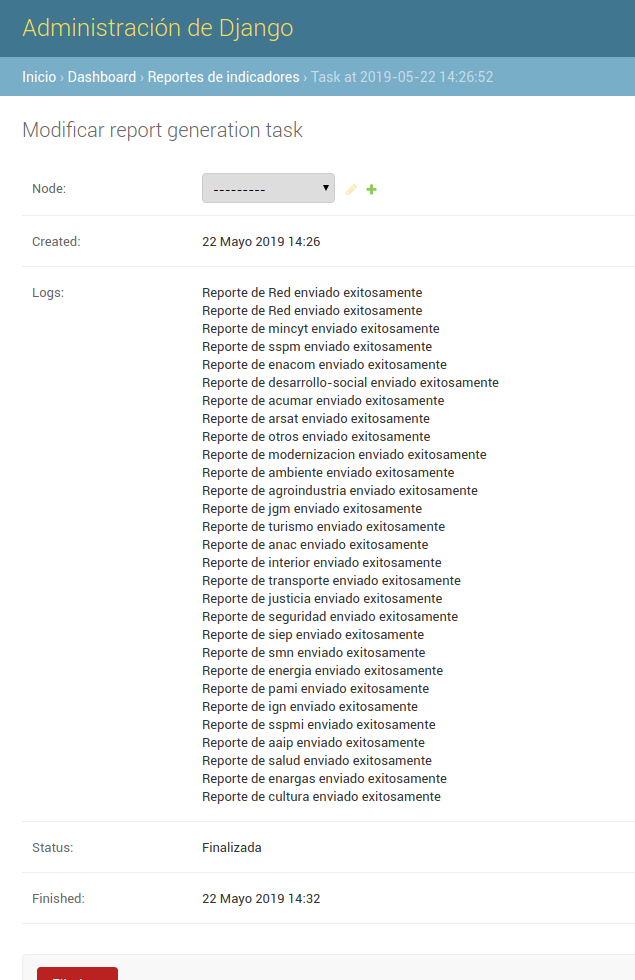 Administración de Django
Inicio › Dashboard › Reportes de indicadores › Task at 2019-05-22 14:26:52
Modificar report generation task
Node: ---------
Created: 22 Mayo 2019 14:26
Logs: Reporte de Red enviado exitosamente
Reporte de Red enviado exitosamente
Reporte de mincyt enviado exitosamente
Reporte de sspm enviado exitosamente
Reporte de enacom enviado exitosamente
Reporte de desarrollo-social enviado exitosamente
Reporte de acumar enviado exitosamente
Reporte de arsat enviado exitosamente
Reporte de otros enviado exitosamente
Reporte de modernizacion enviado exitosamente
Reporte de ambiente enviado exitosamente
Reporte de agroindustria enviado exitosamente
Reporte de jgm enviado exitosamente
Reporte de turismo enviado exitosamente
Reporte de anac enviado exitosamente
Reporte de interior enviado exitosamente
Reporte de transporte enviado exitosamente
Reporte de justicia enviado exitosamente
Reporte de seguridad enviado exitosamente
Reporte de siep enviado exitosamente
Reporte de smn enviado exitosamente
Reporte de energia enviado exitosamente
Reporte de pami enviado exitosamente
Reporte de ign enviado exitosamente
Reporte de sspmi enviado exitosamente
Reporte de aaip enviado exitosamente
Reporte de salud enviado exitosamente
Reporte de enargas enviado exitosamente
Reporte de cultura enviado exitosamente
Status: Finalizada
Finished: 22 Mayo 2019 14:32